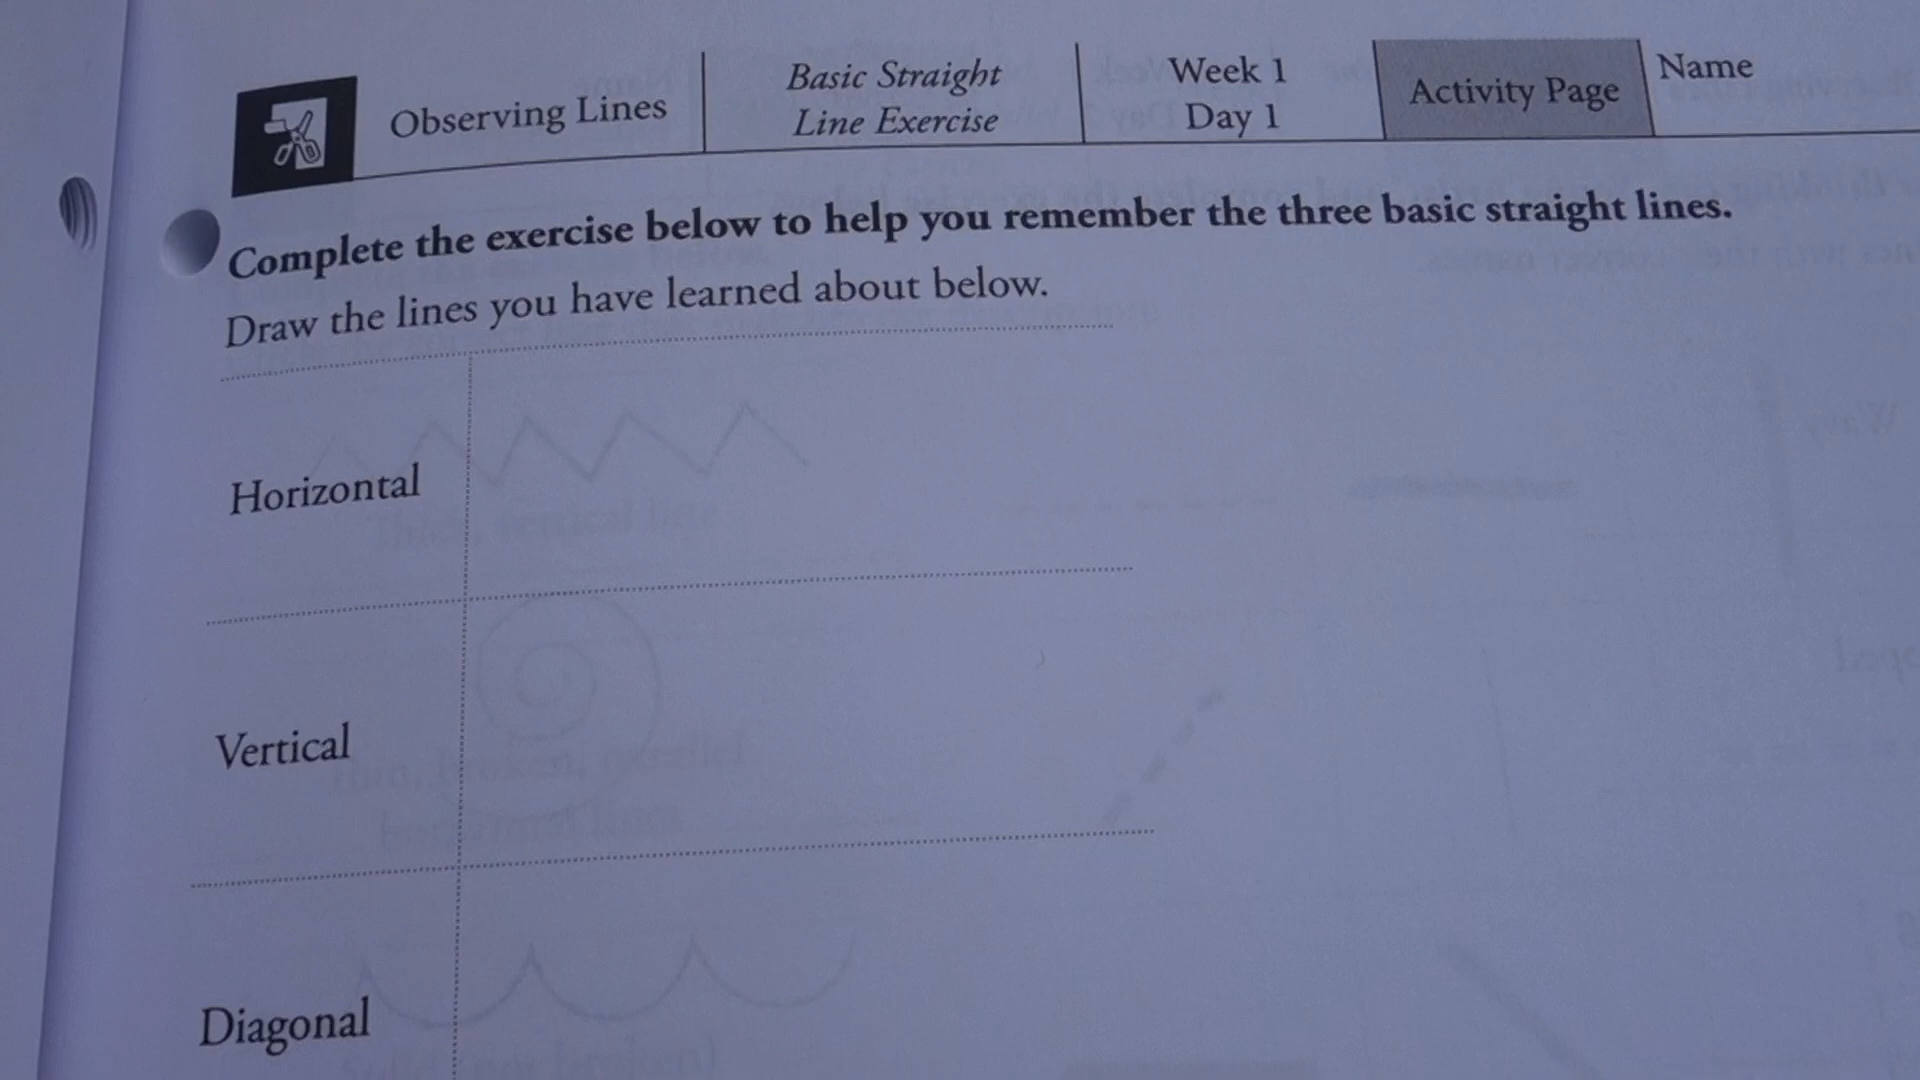 Observing Lines
Basic Straight
Line Exercise
Week 1
Day 1
Activity Page
Name
Complete the exercise below to help you remember the three basic straight lines.
Draw the lines you have learned about below.
Horizontal
Vertical
Diagonal